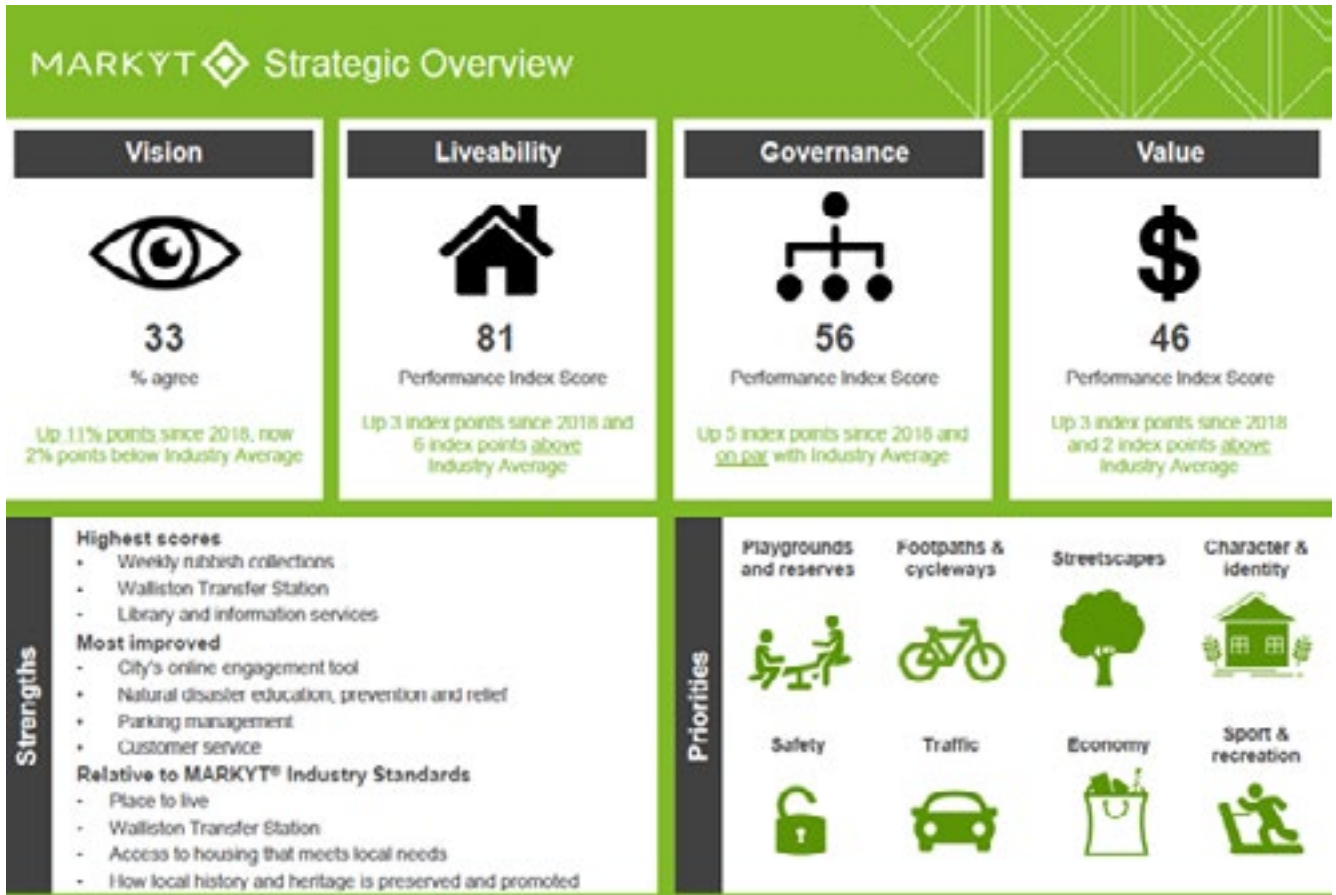 MARKYT Strategic Overview
Vision
33
% agree
Up 11% points since 2018, now
2% points below Industry Average
Liveability
81
Performance Index Score
Up 3 index points since 2018 and
6 index points above
Industry Average
Governance
56
Performance Index Score
Up 5 index points since 2018 and
on par with Industry Average
Value
$
46
Performance Index Score
Up 3 index points since 2018
and 2 index points above
Industry Average
Strengths
Highest scores
• Weekly rubbish collections
• Walliston Transfer Station
- Library and information services
Most improved
- City's online engagement tool
• Natural disaster education, prevention and relief
• Parking management
• Customer service
Relative to MARKYT® Industry Standards
- Place to live
- Walliston Transfer Station
- Access to housing that meets local needs
- How local history and heritage is preserved and promoted
Priorities
Playgrounds
and reserves
Footpaths &
cycleways
Streetscapes
Character &
identity
Safety
Traffic
Economy
Sport &
recreation